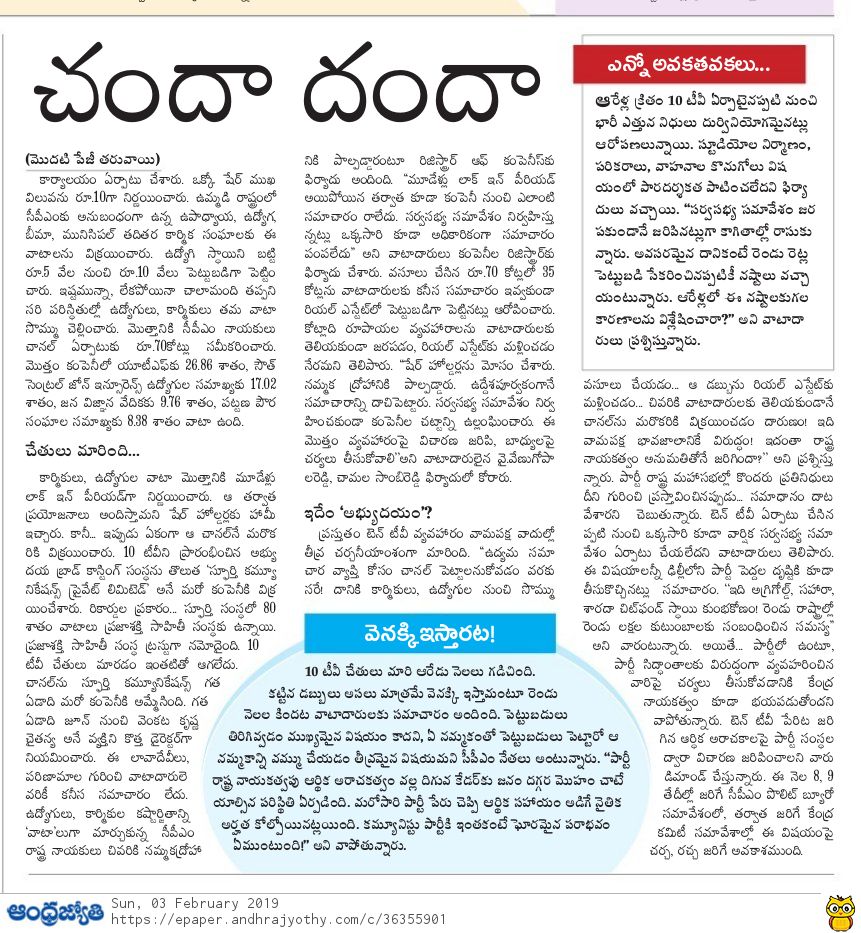 చందా దందా
(మొదటి పేజీ తరువాయి)
కార్యాలయం ఏర్పాటు చేశారు. ఒక్కో షేర్ ముఖ
విలువను రూ.10గా నిర్ణయించారు. ఉమ్మడి రాష్ట్రంలో
సీపీఎంకు అనుబంధంగా ఉన్న ఉపాధ్యాయ, ఉద్యోగ,
బీమా, మునిసిపల్ తదితర కార్మిక సంఘాలకు ఈ
వాటాలను విక్రయించారు. ఉద్యోగి స్థాయిని బట్టి
రూ.5 వేల నుంచి రూ.10 వేలు పెట్టుబడిగా పెట్టిం
చారు. ఇష్టమున్నా, లేకపోయినా చాలామంది తప్పని
సరి పరిస్థితుల్లో ఉద్యోగులు, కార్మికులు తమ వాటా
సొమ్ము చెల్లించారు. మొత్తానికి సీపీఎం నాయకులు
చానల్ ఏర్పాటుకు రూ.70కోట్లు సమీకరించారు.
మొత్తం కంపెనీలో యూటీఎఫ్‌కు 26.86 శాతం, సౌత్
సెంట్రల్ జోన్ ఇన్సూరెన్స్ ఉద్యోగుల సమాఖ్యకు 17.02
శాతం, జన విజ్ఞాన వేదికకు 9.76 శాతం, పట్టణ పౌర
సంఘాల సమాఖ్యకు 8.38 శాతం వాటా ఉంది.
చేతులు మారింది...
కార్మికులు, ఉద్యోగుల వాటా మొత్తానికి మూడేళ్లు
లాక్ ఇన్ పీరియడ్‌గా నిర్ణయించారు. ఆ తర్వాత
ప్రయోజనాలు అందిస్తామని షేర్ హోల్డర్లకు హామీ
ఇచ్చారు. కానీ... ఇప్పుడు ఏకంగా ఆ చానల్‌నే మరొక
రికి విక్రయించారు. 10 టీవీని ప్రారంభించిన అభ్యు
దయ బ్రాడ్ కాస్టింగ్ సంస్థను తొలుత 'స్ఫూర్తి కమ్యూ
నికేషన్స్ ప్రైవేట్ లిమిటెడ్' అనే మరో కంపెనీకి విక్ర
యించేశారు. రికార్డుల ప్రకారం... స్ఫూర్తి సంస్థలో 80
శాతం వాటాలు ప్రజాశక్తి సాహితీ సంస్థకు ఉన్నాయి.
ప్రజాశక్తి సాహితీ సంస్థ ట్రస్టుగా నమోదైంది. 10
టీవీ చేతులు మారడం ఇంతటితో ఆగలేదు.
చానల్‌ను స్ఫూర్తి కమ్యూనికేషన్స్ గత
ఏడాది మరో కంపెనీకి అమ్మేసింది. గత
ఏడాది జూన్ నుంచి వెంకట కృష్ణ
చైతన్య అనే వ్యక్తిని కొత్త డైరెక్టర్‌గా
నియమించారు. ఈ లావాదేవీలు,
పరిణామాల గురించి వాటాదారులె
వరికీ కనీస సమాచారం లేదు.
ఉద్యోగులు, కార్మికుల కష్టార్జితాన్ని
'వాటా'లుగా మార్చుకున్న సీపీఎం
రాష్ట్ర నాయకులు చివరికి నమ్మకద్రోహా
నికి పాల్పడ్డారంటూ రిజిస్ట్రార్ ఆఫ్ కంపెనీస్‌కు
ఫిర్యాదు అందింది. "మూడేళ్లు లాక్ ఇన్ పీరియడ్
అయిపోయిన తర్వాత కూడా కంపెనీ నుంచి ఎలాంటి
సమాచారం రాలేదు. సర్వసభ్య సమావేశం నిర్వహిస్తు
న్నట్లు ఒక్కసారి కూడా అధికారికంగా సమాచారం
పంపలేదు" అని వాటాదారులు కంపెనీల రిజిస్ట్రార్‌కు
ఫిర్యాదు చేశారు. వసూలు చేసిన రూ.70 కోట్లలో 35
కోట్లను వాటాదారులకు కనీస సమాచారం ఇవ్వకుండా
రియల్ ఎస్టేట్‌లో పెట్టుబడిగా పెట్టినట్లు ఆరోపించారు.
కోట్లాది రూపాయల వ్యవహారాలను వాటాదారులకు
తెలియకుండా జరపడం, రియల్ ఎస్టేట్‌కు మళ్లించడం
నేరమని తెలిపారు. "షేర్ హోల్డర్లను మోసం చేశారు.
నమ్మక ద్రోహానికి పాల్పడ్డారు. ఉద్దేశపూర్వకంగానే
సమాచారాన్ని దాచిపెట్టారు. సర్వసభ్య సమావేశం నిర్వ
హించకుండా కంపెనీల చట్టాన్ని ఉల్లంఘించారు. ఈ
మొత్తం వ్యవహారంపై విచారణ జరిపి, బాధ్యులపై
చర్యలు తీసుకోవాలి"అని వాటాదారులైన వై.వేణుగోపా
లరెడ్డి, చామల సాంబిరెడ్డి ఫిర్యాదులో కోరారు.
ఇదేం 'అభ్యుదయం'?
ప్రస్తుతం టెన్ టీవీ వ్యవహారం వామపక్ష వాదుల్లో
తీవ్ర చర్చనీయాంశంగా మారింది. "ఉద్యమ సమా
చార వ్యాప్తి కోసం చానల్ పెట్టాలనుకోవడం వరకు
సరే! దానికి కార్మికులు, ఉద్యోగుల నుంచి సొమ్ము
వెనక్కి ఇస్తారట!
10 టీవీ చేతులు మారి ఆరేడు నెలలు గడిచింది.
కట్టిన డబ్బులు అసలు మాత్రమే వెనక్కి ఇస్తామంటూ రెండు
నెలల కిందట వాటాదారులకు సమాచారం అందింది. పెట్టుబడులు
తిరిగివ్వడం ముఖ్యమైన విషయం కాదని, ఏ నమ్మకంతో పెట్టుబడులు పెట్టారో ఆ
నమ్మకాన్ని వమ్ము చేయడం తీవ్రమైన విషయమని సీపీఎం నేతలు అంటున్నారు. "పార్టీ
రాష్ట్ర నాయకత్వపు ఆర్థిక అరాచకత్వం వల్ల దిగువ కేడర్‌కు జనం దగ్గర మొహం చాటే
యాల్సిన పరిస్థితి ఏర్పడింది. మరోసారి పార్టీ పేరు చెప్పి ఆర్థిక సహాయం అడిగే నైతిక
అర్హత కోల్పోయినట్లయింది. కమ్యూనిస్టు పార్టీకి ఇంతకంటే ఘోరమైన పరాభవం
ఏముంటుంది!" అని వాపోతున్నారు.
ఎన్నో అవకతవకలు...
ఆరేళ్ల క్రితం 10 టీవీ ఏర్పాటైనప్పటి నుంచి
భారీ ఎత్తున నిధులు దుర్వినియోగమైనట్లు
ఆరోపణలున్నాయి. స్టూడియోల నిర్మాణం,
పరికరాలు, వాహనాల కొనుగోలు విష
యంలో పారదర్శకత పాటించలేదని ఫిర్యా
దులు వచ్చాయి. "సర్వసభ్య సమావేశం జర
పకుండానే జరిపినట్లుగా కాగితాల్లో రాసుకు
న్నారు. అవసరమైన దానికంటే రెండు రెట్ల
పెట్టుబడి సేకరించినప్పటికీ నష్టాలు వచ్చా
యంటున్నారు. ఆరేళ్లలో ఈ నష్టాలకుగల
కారణాలను విశ్లేషించారా?" అని వాటాదా
రులు ప్రశ్నిస్తున్నారు.
వసూలు చేయడం... ఆ డబ్బును రియల్ ఎస్టేట్‌కు
మళ్లించడం... చివరికి వాటాదారులకు తెలియకుండానే
చానల్‌ను మరొకరికి విక్రయించడం దారుణం! ఇది
వామపక్ష భావజాలానికే విరుద్ధం! ఇదంతా రాష్ట్ర
నాయకత్వం అనుమతితోనే జరిగిందా?" అని ప్రశ్నిస్తు
న్నారు. పార్టీ రాష్ట్ర మహాసభల్లో కొందరు ప్రతినిధులు
దీని గురించి ప్రస్తావించినప్పుడు... సమాధానం దాట
వేశారని చెబుతున్నారు. టెన్ టీవీ ఏర్పాటు చేసిన
ప్పటి నుంచి ఒక్కసారి కూడా వార్షిక సర్వసభ్య సమా
వేశం ఏర్పాటు చేయలేదని వాటాదారులు తెలిపారు.
ఈ విషయాలన్నీ ఢిల్లీలోని పార్టీ పెద్దల దృష్టికి కూడా
తీసుకొచ్చినట్లు సమాచారం. "ఇది అగ్రిగోల్డ్, సహారా,
శారదా చిట్‌ఫండ్ స్థాయి కుంభకోణం! రెండు రాష్ట్రాల్లో
రెండు లక్షల కుటుంబాలకు సంబంధించిన సమస్య"
అని వారంటున్నారు. అయితే... పార్టీలో ఉంటూ,
పార్టీ సిద్ధాంతాలకు విరుద్ధంగా వ్యవహరించిన
వారిపై చర్యలు తీసుకోవడానికి కేంద్ర
నాయకత్వం కూడా భయపడుతోందని
వాపోతున్నారు. టెన్ టీవీ పేరిట జరి
గిన ఆర్థిక అరాచకాలపై పార్టీ సంస్థల
ద్వారా విచారణ జరిపించాలని వారు
డిమాండ్ చేస్తున్నారు. ఈ నెల 8, 9
తేదీల్లో జరిగే సీపీఎం పొలిట్ బ్యూరో
సమావేశంలో, తర్వాత జరిగే కేంద్ర
కమిటీ సమావేశాల్లో ఈ విషయంపై
చర్చ, రచ్చ జరిగే అవకాశముంది.
ఆంధ్రజ్యోతి
Sun, 03 February 2019
https://epaper.andhrajyothy.com/c/36355901